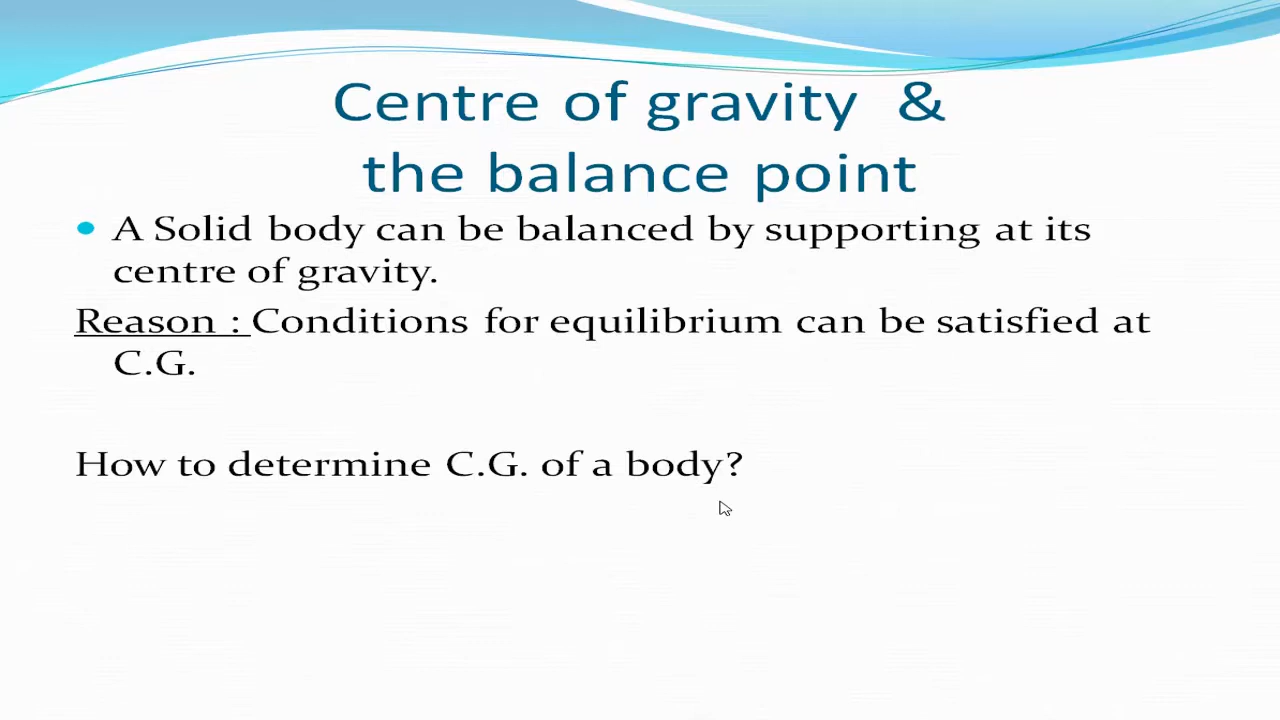 Centre of gravity &
the balance point
• A Solid body can be balanced by supporting at its
centre of gravity.
Reason : Conditions for equilibrium can be satisfied at
C.G.
How to determine C.G. of a body?